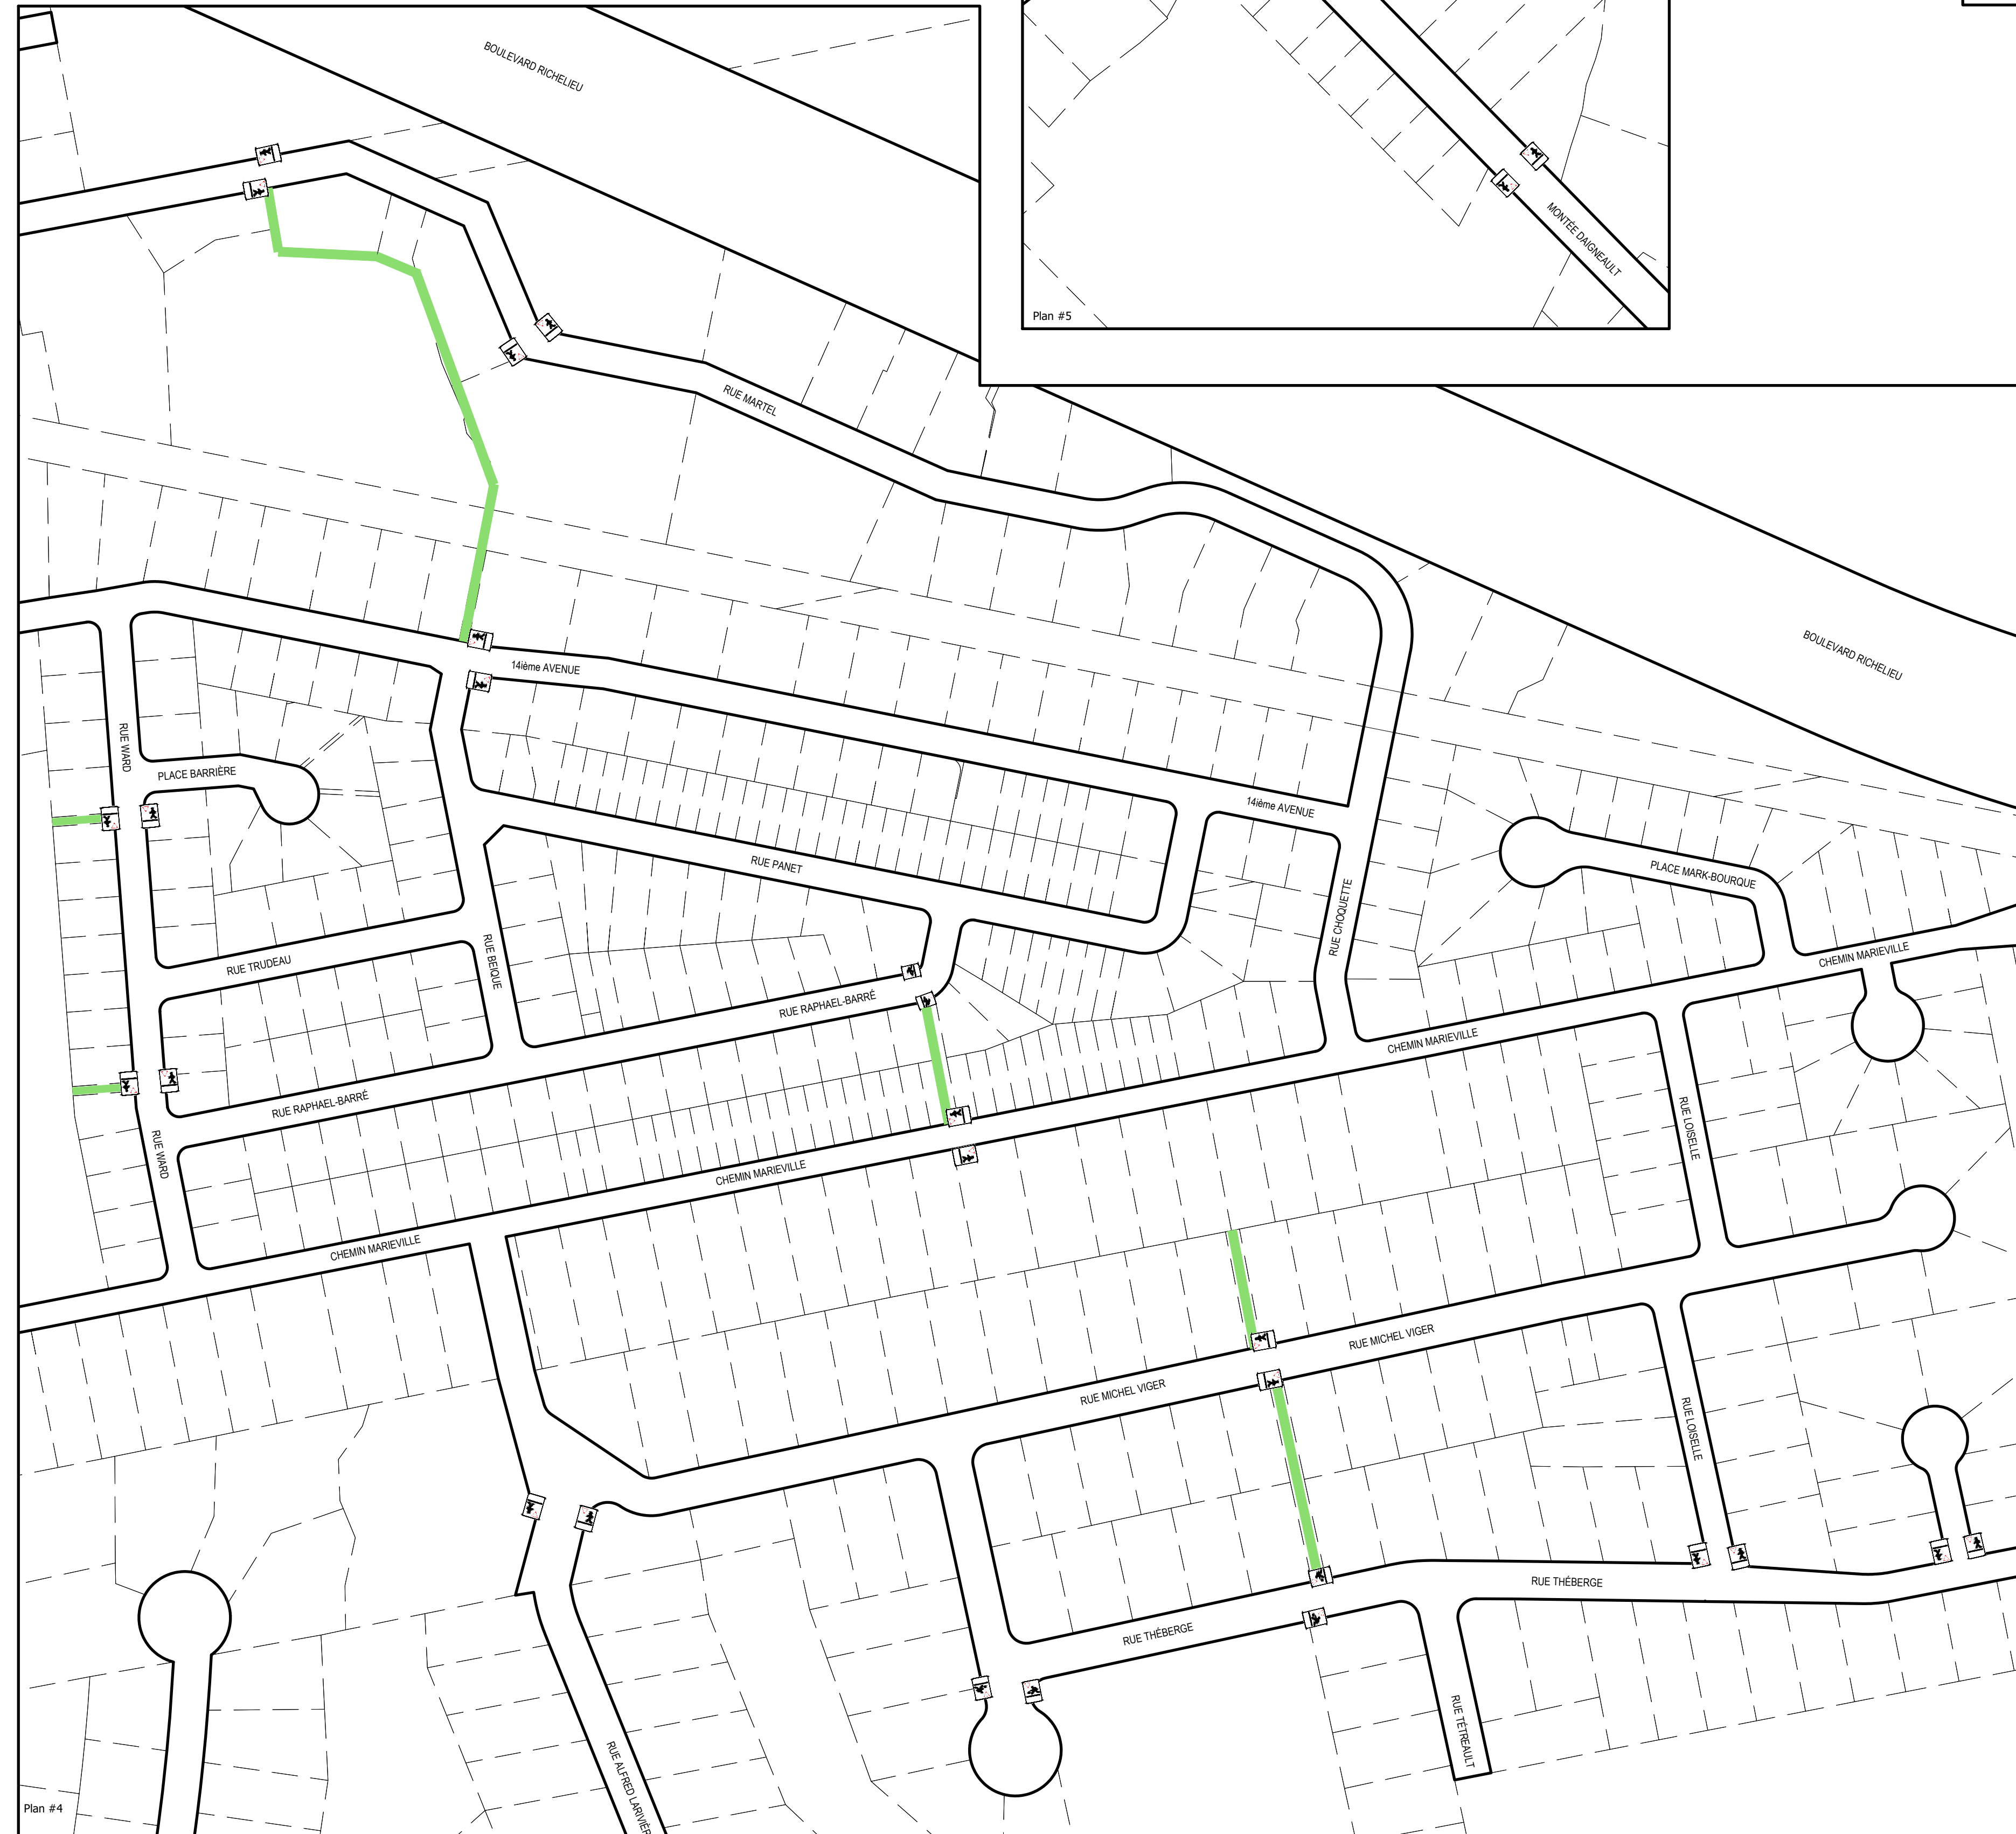 BOULEVARD RICHELIEU
MONTÉE DAIGNEAULT
Plan #5
RUE MARTEL
BOULEVARD RICHELIEU
14ième AVENUE
RUE WARD
PLACE BARRIÈRE
14ième AVENUE
RUE PANET
PLACE MARK-BOURQUE
RUE CHOQUETTE
RUE BEIQUE
RUE TRUDEAU
CHEMIN MARIEVILLE
RUE RAPHAEL-BARRÉ
CHEMIN MARIEVILLE
RUE RAPHAEL-BARRÉ
RUE LOISELLE
RUE WARD
CHEMIN MARIEVILLE
CHEMIN MARIEVILLE
RUE MICHEL VIGER
RUE MICHEL VIGER
RUE LOISELLE
RUE THÉBERGE
RUE THÉBERGE
RUE TÉTREAULT
RUE ALFRED LARIVIÈR
Plan #4